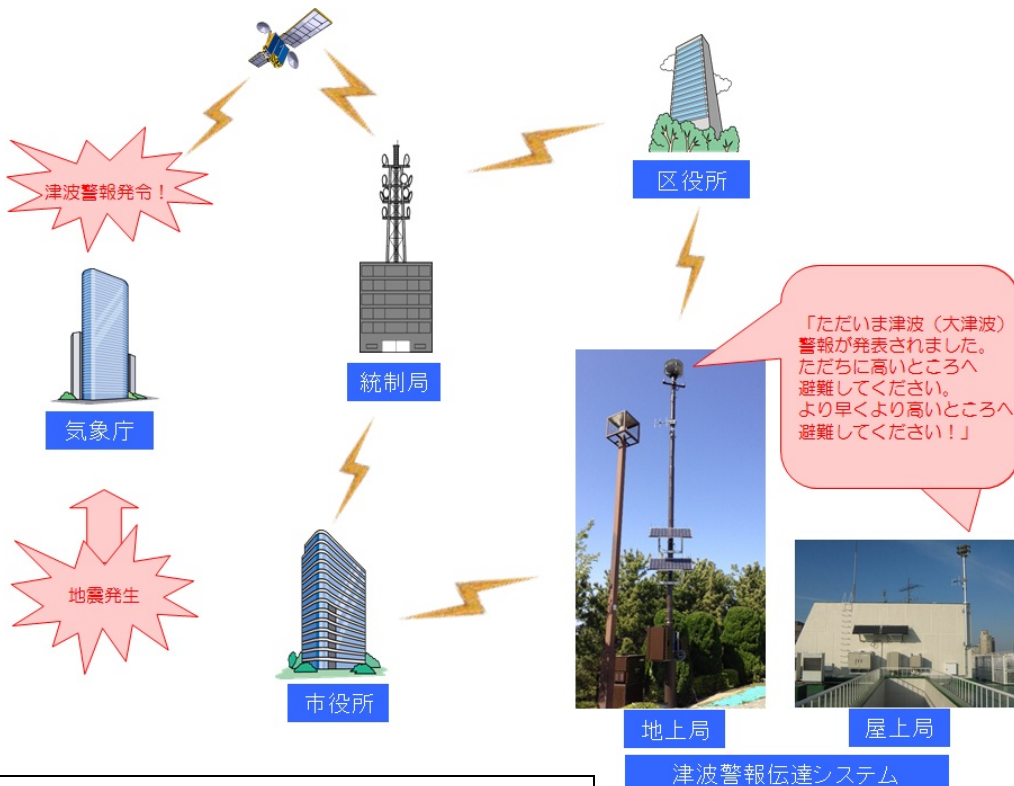 津波警報発令！
区役所
統制局
気象庁
「ただいま津波（大津波）
警報が発表されました。
ただちに高いところへ
避難してください。
より早くより高いところへ
避難してください！」
地震発生
市役所
地上局
屋上局
津波警報伝達システム